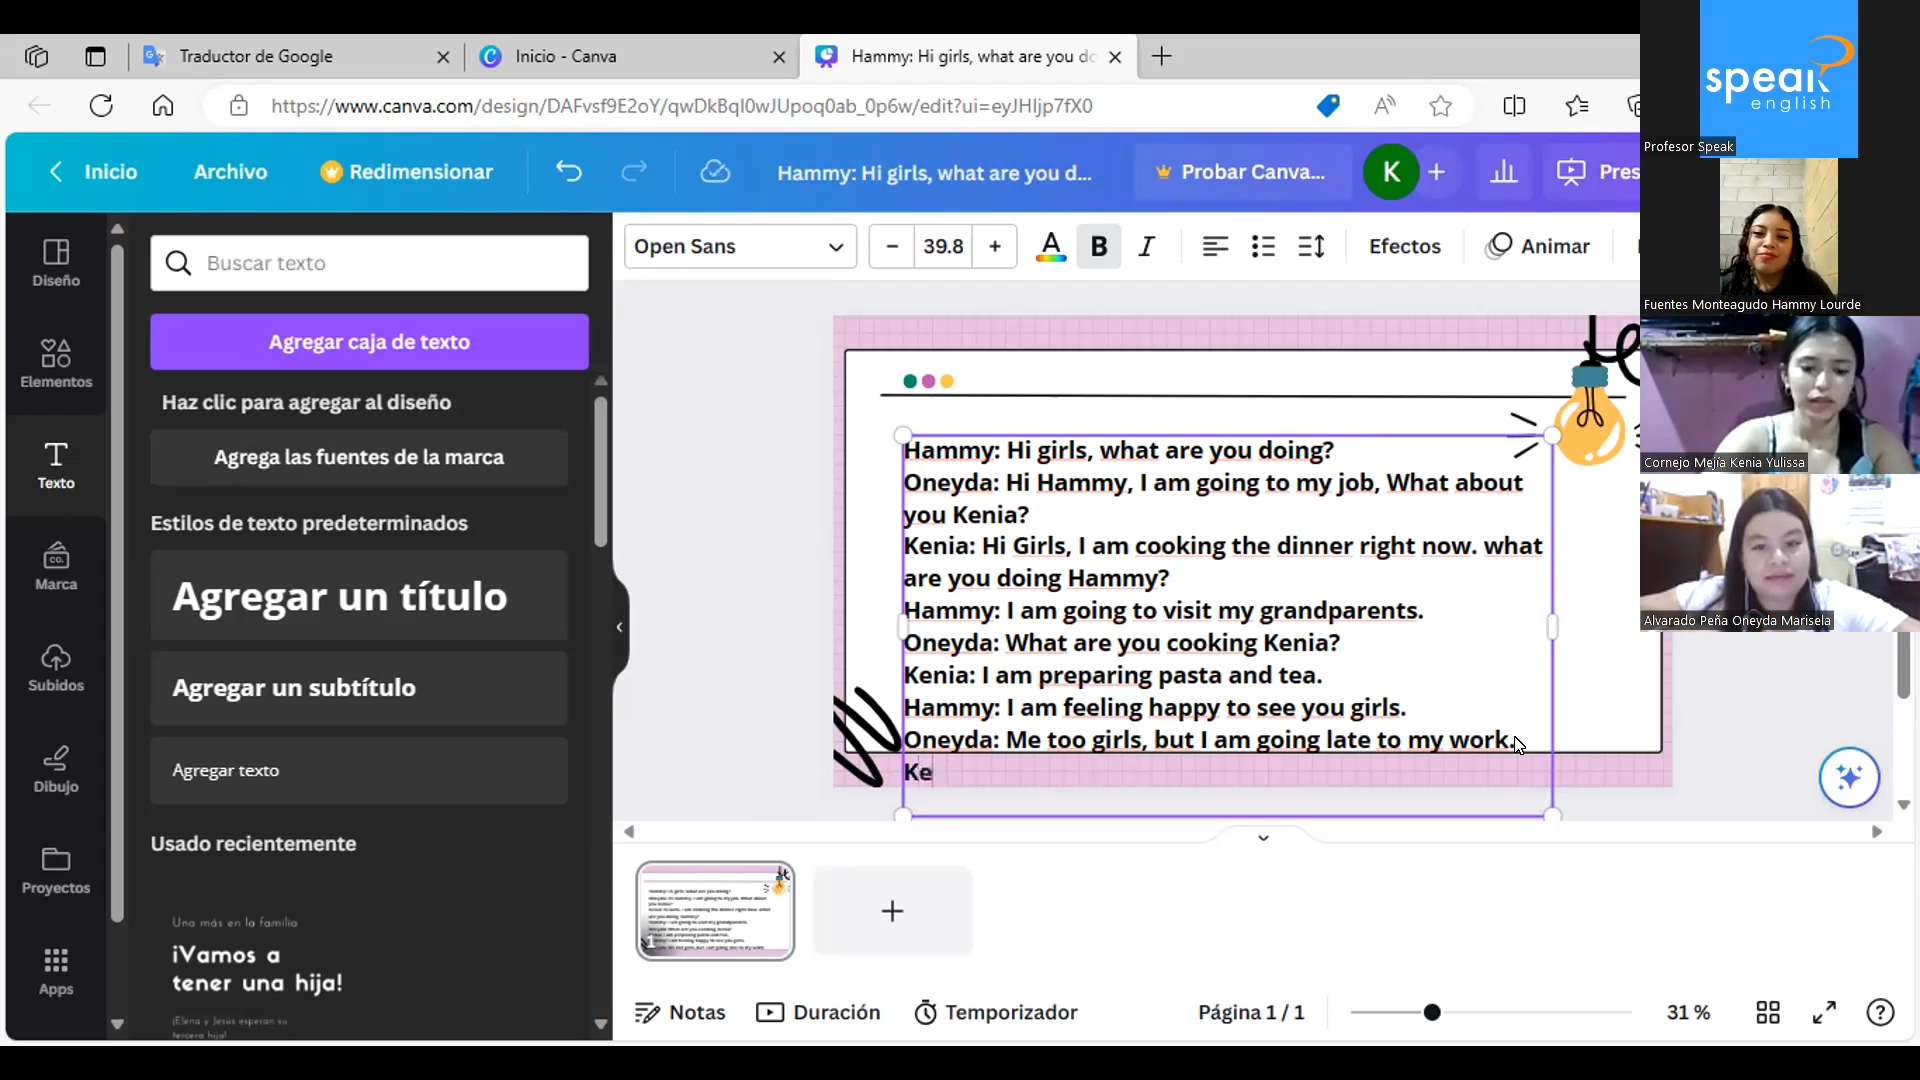 Traductor de Google
Inicio - Canva
Hammy: Hi girls, what are you do
https://www.canva.com/design/DAFvsf9E2oY/qwDkBql0wJUpoq0ab_0p6w/edit?ui=eyJHIjp7fX0
Inicio
Archivo
Redimensionar
Hammy: Hi girls, what are you d...
Probar Canva...
K
Pres
speak
english
Profesor Speak
Fuentes Monteagudo Hammy Lourde
Cornejo Mejía Kenia Yulissa
Alvarado Peña Oneyda Marisela
Diseño
Elementos
Texto
Marca
Subidos
Dibujo
Proyectos
Apps
Buscar texto
Agregar caja de texto
Haz clic para agregar al diseño
Agrega las fuentes de la marca
Estilos de texto predeterminados
Agregar un título
Agregar un subtítulo
Agregar texto
Usado recientemente
Uno más en la familia
¡Vamos a
tener una hija!
¡Elena y Jesús esperan su
tercera hija!
Open Sans
39.8
A
B
I
Efectos
Animar
Hammy: Hi girls, what are you doing?
Oneyda: Hi Hammy, I am going to my job, What about
you Kenia?
Kenia: Hi Girls, I am cooking the dinner right now. what
are you doing Hammy?
Hammy: I am going to visit my grandparents.
Oneyda: What are you cooking Kenia?
Kenia: I am preparing pasta and tea.
Hammy: I am feeling happy to see you girls.
Oneyda: Me too girls, but I am going late to my work.
Ke
1
Notas
Duración
Temporizador
Página 1 / 1
31 %